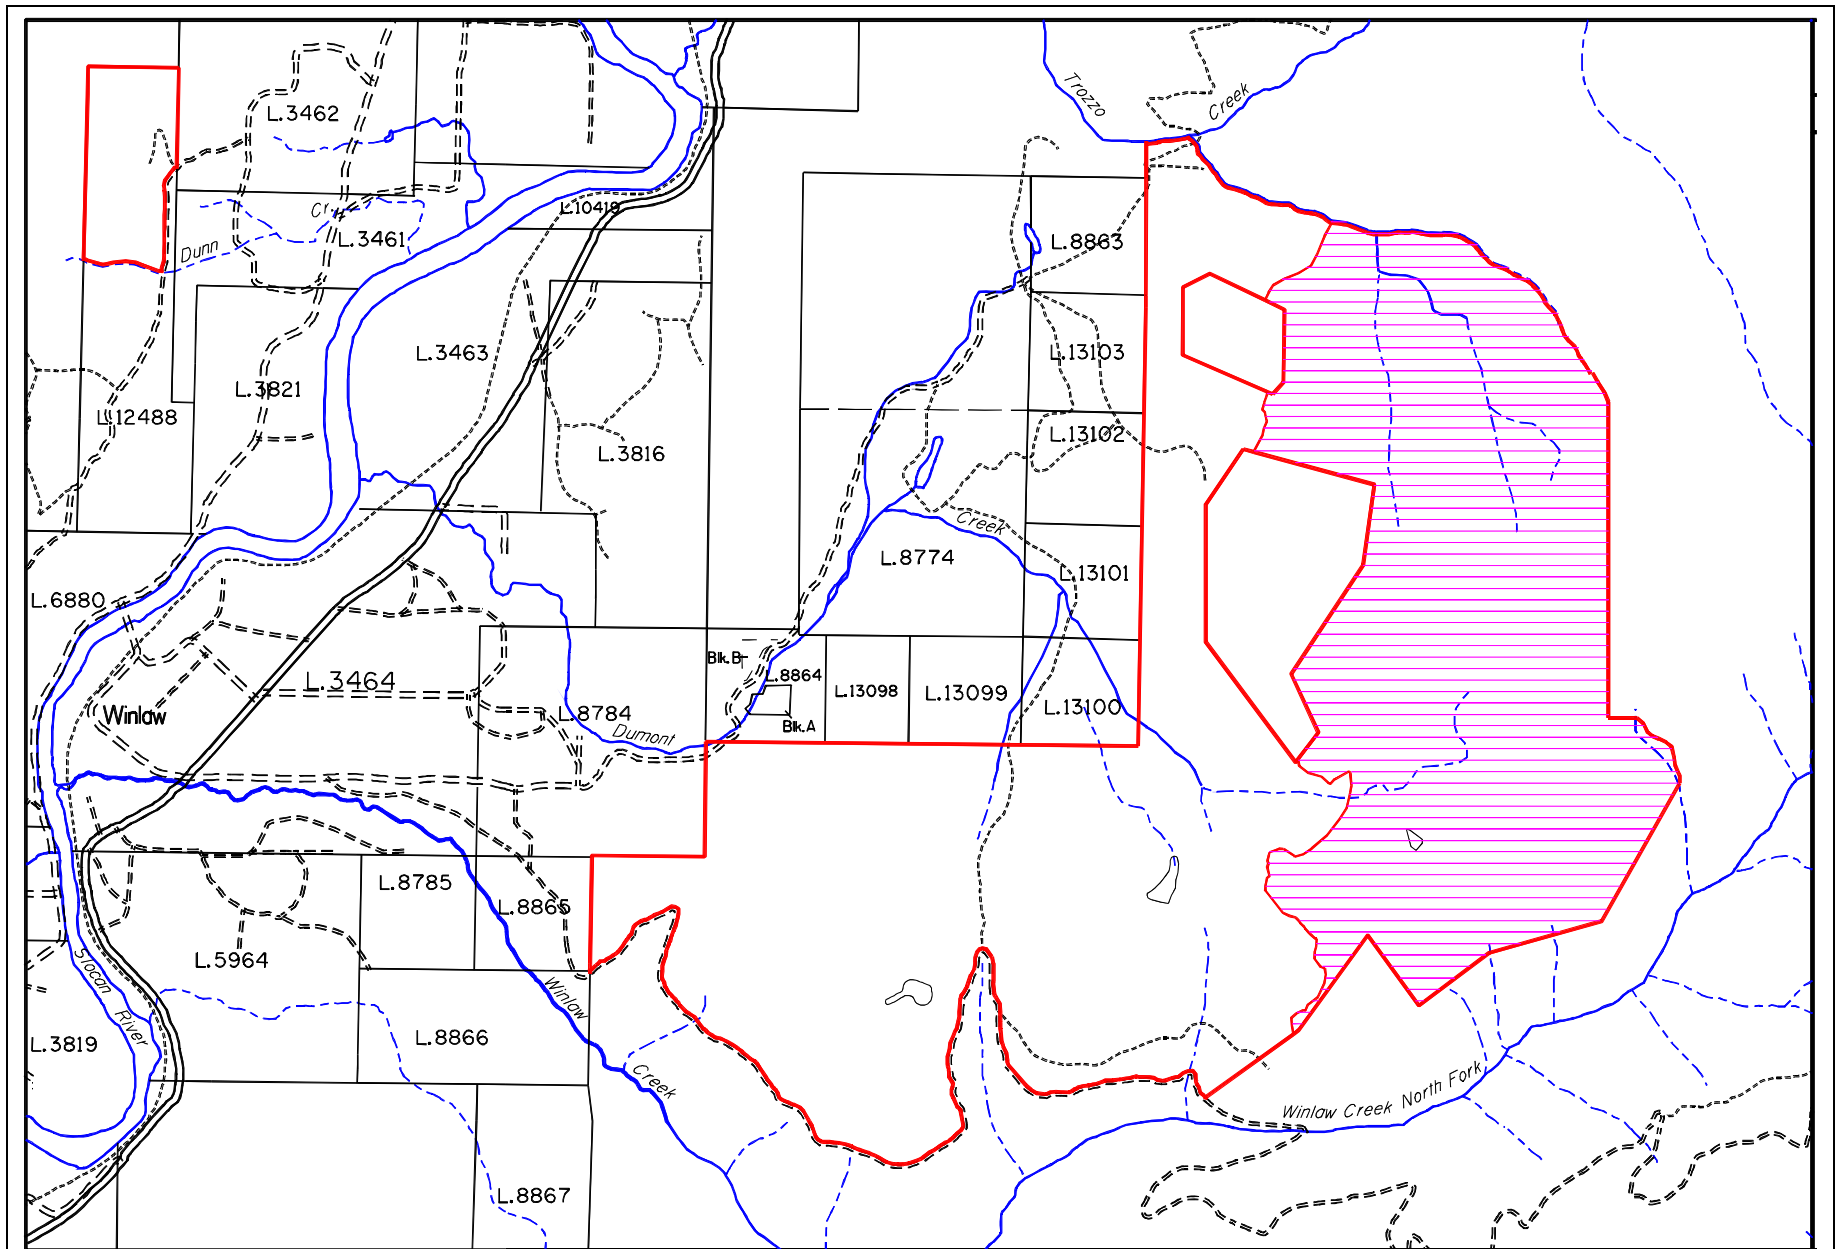 Trozzo
Creek
L.3462
L.10419
Cr.
L.3461
Dunn
L.8863
L.3463
L.13103
L.3821
L.12488
L.13102
L.3816
Creek
L.8774
L.13101
L.6880
Blk.B
L.8864
L.3464
L.13098
L.13099
L.13100
Winlaw
L.8784
Blk.A
Dumont
L.8785
L.8865
L.5964
Slocan
River
Winlaw
L.3819
L.8866
Creek
Winlaw Creek North Fork
L.8867